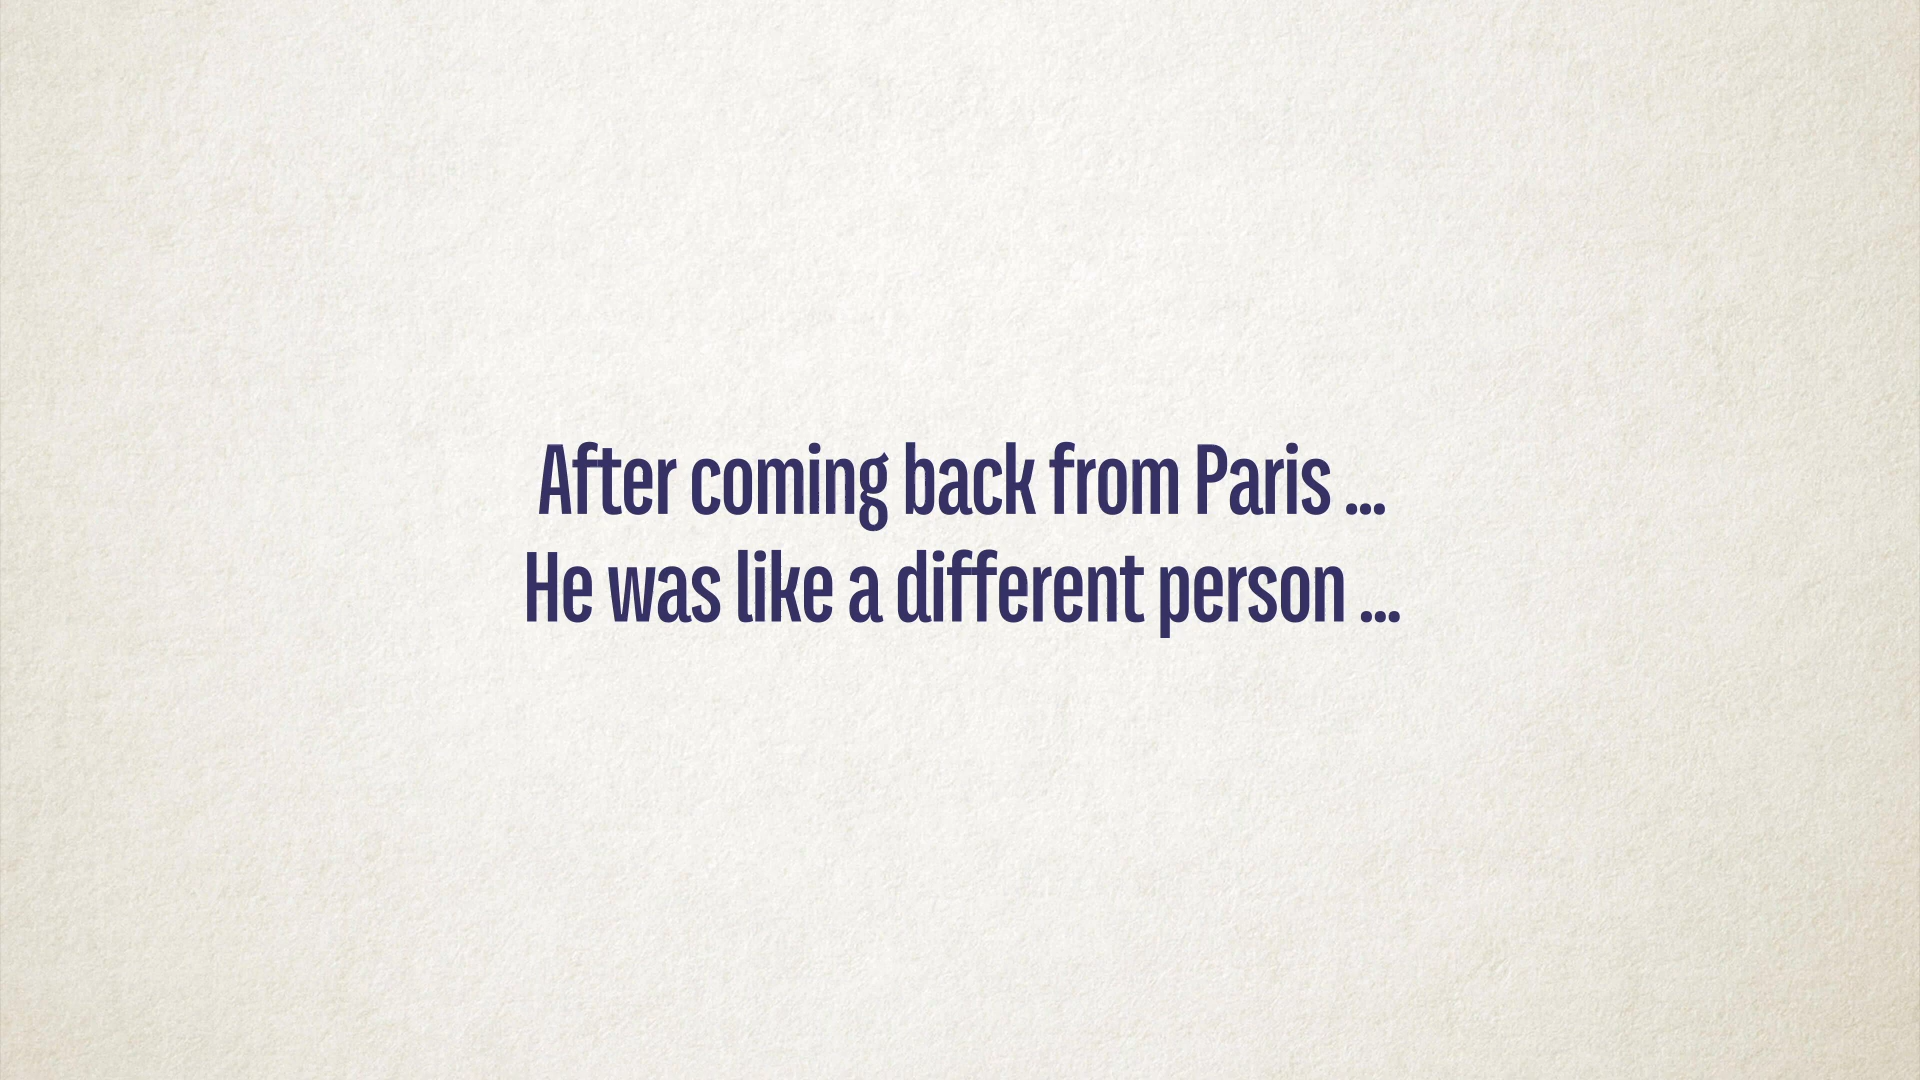 After coming back from Paris ...
He was like a different person ...